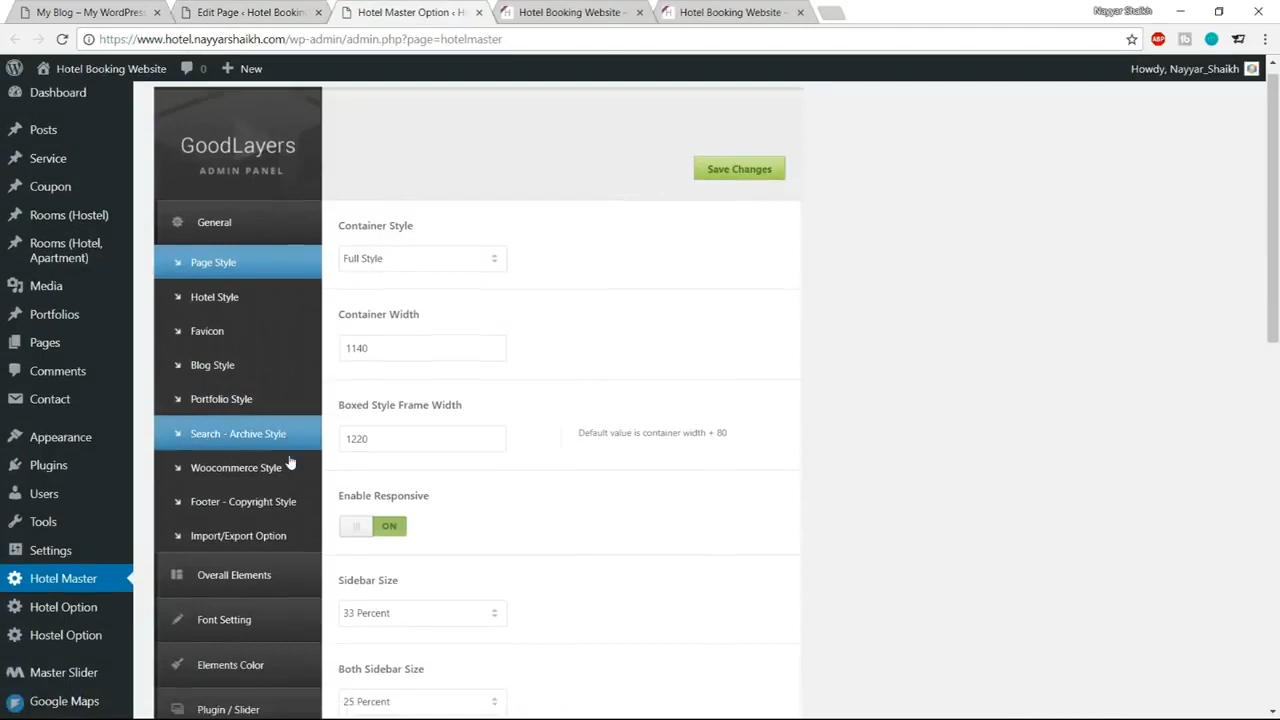 My Blog – My WordPress
Edit Page ‹ Hotel Bookin
Hotel Master Option ‹ H
Hotel Booking Website –
Hotel Booking Website –
Nayyar Shaikh
https://www.hotel.nayyarshaikh.com/wp-admin/admin.php?page=hotelmaster
ABP
Hotel Booking Website
0
New
Howdy, Nayyar_Shaikh
Dashboard
Posts
Service
Coupon
Rooms (Hostel)
Rooms (Hotel,
Apartment)
Media
Portfolios
Pages
Comments
Contact
Appearance
Plugins
Users
Tools
Settings
Hotel Master
Hotel Option
Hostel Option
Master Slider
Google Maps
GoodLayers
ADMIN PANEL
General
Page Style
Hotel Style
Favicon
Blog Style
Portfolio Style
Search - Archive Style
Woocommerce Style
Footer - Copyright Style
Import/Export Option
Overall Elements
Font Setting
Elements Color
Plugin / Slider
Save Changes
Container Style
Full Style
Container Width
1140
Boxed Style Frame Width
1220
Default value is container width + 80
Enable Responsive
ON
Sidebar Size
33 Percent
Both Sidebar Size
25 Percent